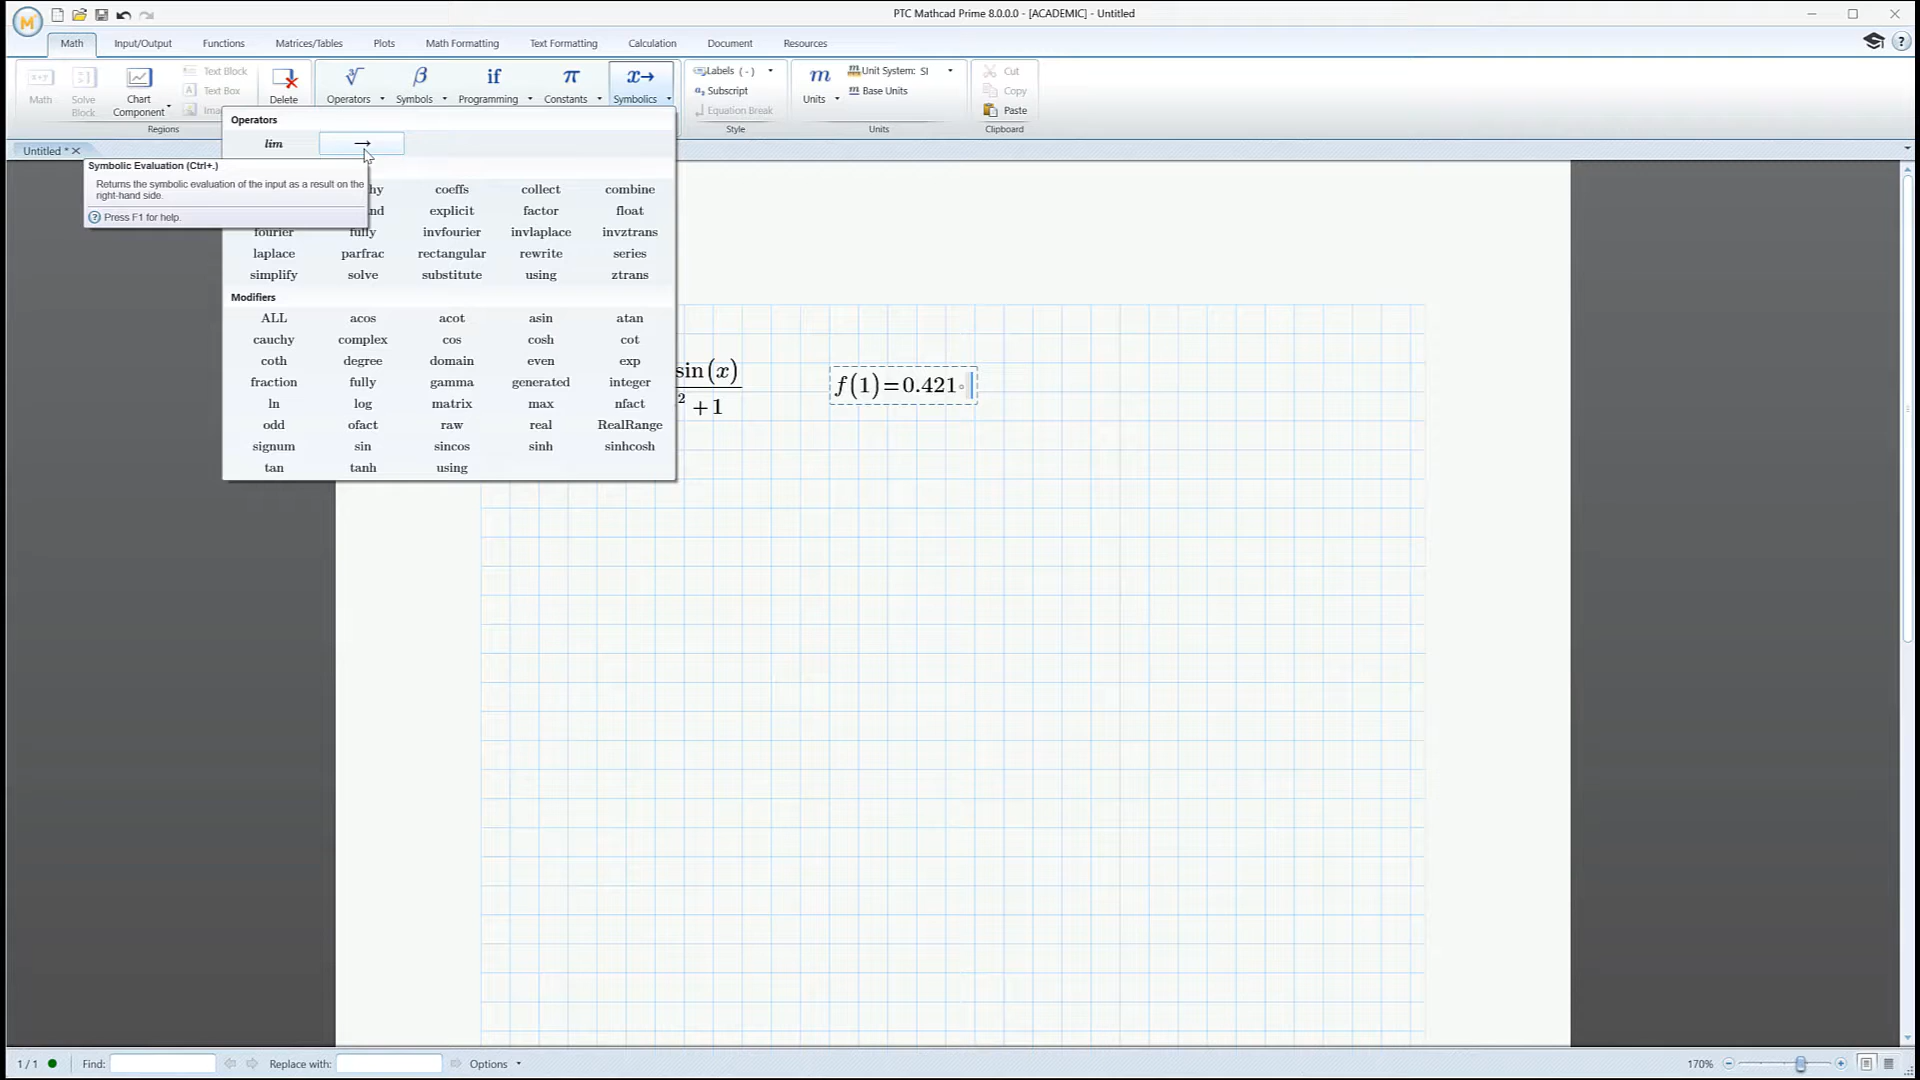 PTC Mathcad Prime 8.0.0.0 - [ACADEMIC] - Untitled
Math Input/Output Functions Matrices/Tables Plots Math Formatting Text Formatting Calculation Document Resources
Math
Solve Block
Chart Component
Text Block
Text Box
Delete
Regions
Operators
Symbols
Programming
Constants
Symbolics
Labels ( - )
Subscript
Equation Break
Style
Units
Unit System: SI
Base Units
Units
Cut
Copy
Paste
Clipboard
Untitled *
Operators
lim →
Symbolic Evaluation (Ctrl+.)
Returns the symbolic evaluation of the input as a result on the
right-hand side.
Press F1 for help.
coeffs collect combine
explicit factor float
fourier fully invfourier invlaplace invztrans
laplace parfrac rectangular rewrite series
simplify solve substitute using ztrans
Modifiers
ALL acos acot asin atan
cauchy complex cos cosh cot
coth degree domain even exp
fraction fully gamma generated integer
ln log matrix max nfact
odd ofact raw real RealRange
signum sin sincos sinh sinhcosh
tan tanh using
sin(x)
2 +1
f(1)=0.421
1 / 1 Find: Replace with: Options 170%